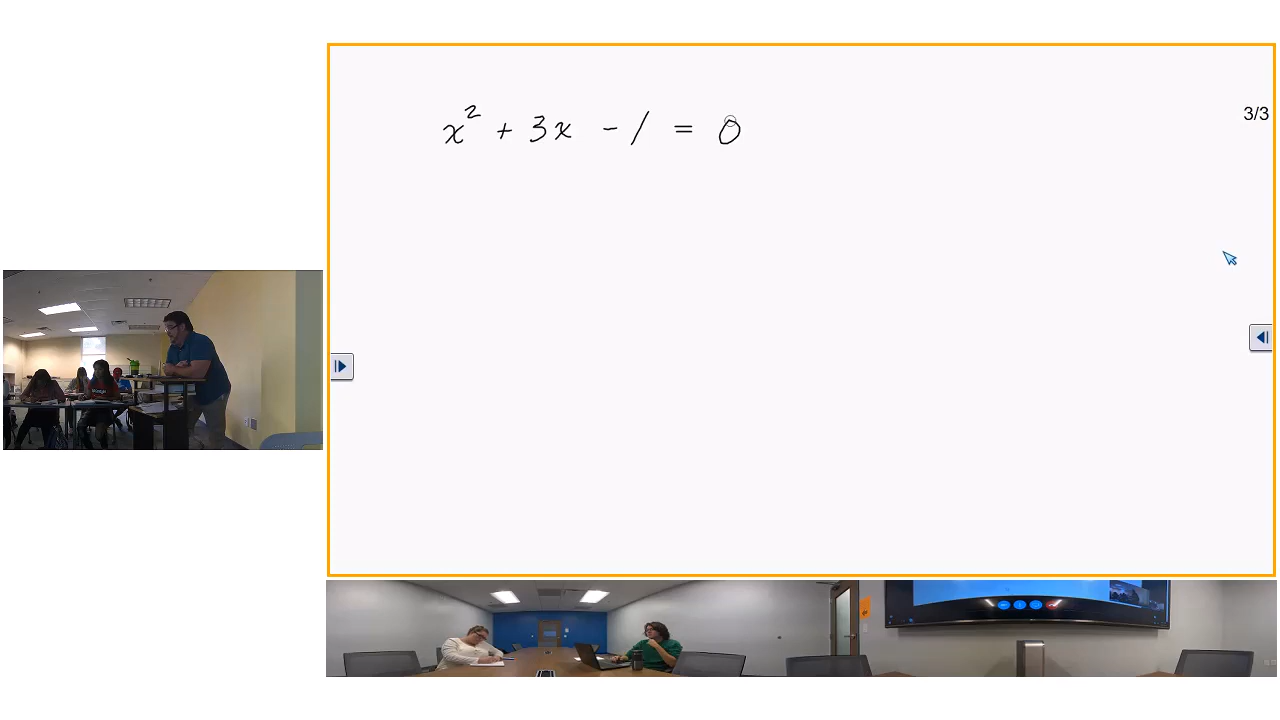 x² + 3x - 1 = 0
3/3